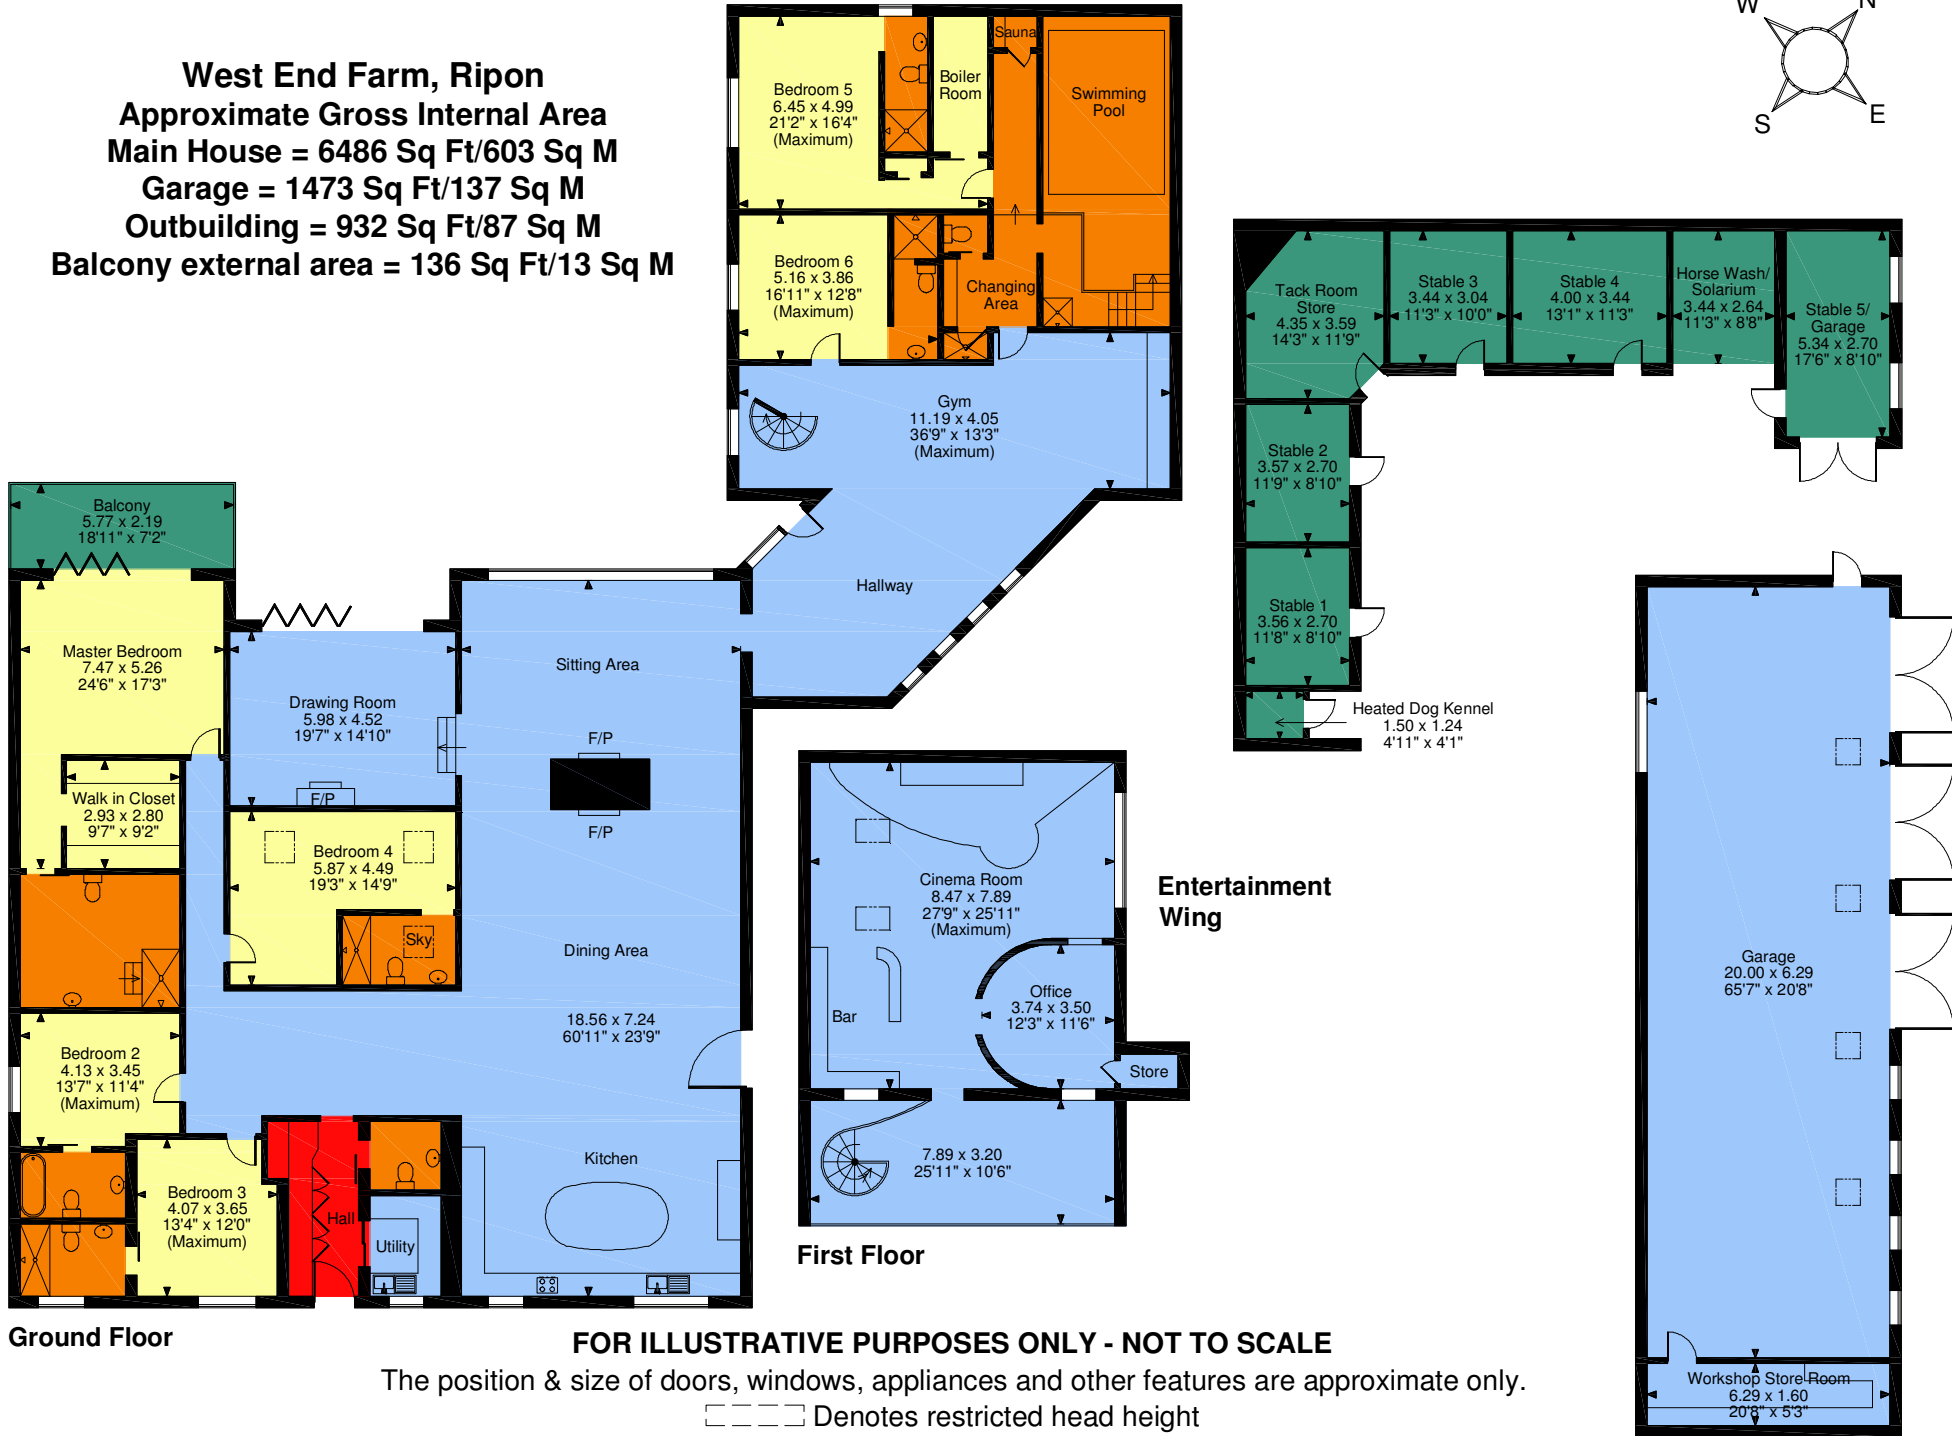 West End Farm, Ripon
Approximate Gross Internal Area
Main House = 6486 Sq Ft/603 Sq M
Garage = 1473 Sq Ft/137 Sq M
Outbuilding = 932 Sq Ft/87 Sq M
Balcony external area = 136 Sq Ft/13 Sq M
W
N
S
E
Bedroom 5
6.45 x 4.99
21'2" x 16'4"
(Maximum)
Boiler
Room
Sauna
Swimming
Pool
Bedroom 6
5.16 x 3.86
16'11" x 12'8"
(Maximum)
Changing
Area
Gym
11.19 x 4.05
36'9" x 13'3"
(Maximum)
Hallway
Tack Room
Store
4.35 x 3.59
14'3" x 11'9"
Stable 3
3.44 x 3.04
11'3" x 10'0"
Stable 4
4.00 x 3.44
13'1" x 11'3"
Horse Wash/
Solarium
3.44 x 2.64
11'3" x 8'8"
Stable 5/
Garage
5.34 x 2.70
17'6" x 8'10"
Stable 2
3.57 x 2.70
11'9" x 8'10"
Stable 1
3.56 x 2.70
11'8" x 8'10"
Heated Dog Kennel
1.50 x 1.24
4'11" x 4'1"
Balcony
5.77 x 2.19
18'11" x 7'2"
Master Bedroom
7.47 x 5.26
24'6" x 17'3"
Drawing Room
5.98 x 4.52
19'7" x 14'10"
F/P
Sitting Area
F/P
F/P
Walk in Closet
2.93 x 2.80
9'7" x 9'2"
Bedroom 4
5.87 x 4.49
19'3" x 14'9"
Sky
Dining Area
18.56 x 7.24
60'11" x 23'9"
Bedroom 2
4.13 x 3.45
13'7" x 11'4"
(Maximum)
Bedroom 3
4.07 x 3.65
13'4" x 12'0"
(Maximum)
Hall
Utility
Kitchen
Cinema Room
8.47 x 7.89
27'9" x 25'11"
(Maximum)
Bar
Office
3.74 x 3.50
12'3" x 11'6"
Store
7.89 x 3.20
25'11" x 10'6"
Entertainment
Wing
First Floor
Garage
20.00 x 6.29
65'7" x 20'8"
Workshop Store Room
6.29 x 1.60
20'8" x 5'3"
Ground Floor
FOR ILLUSTRATIVE PURPOSES ONLY - NOT TO SCALE
The position & size of doors, windows, appliances and other features are approximate only.
Denotes restricted head height